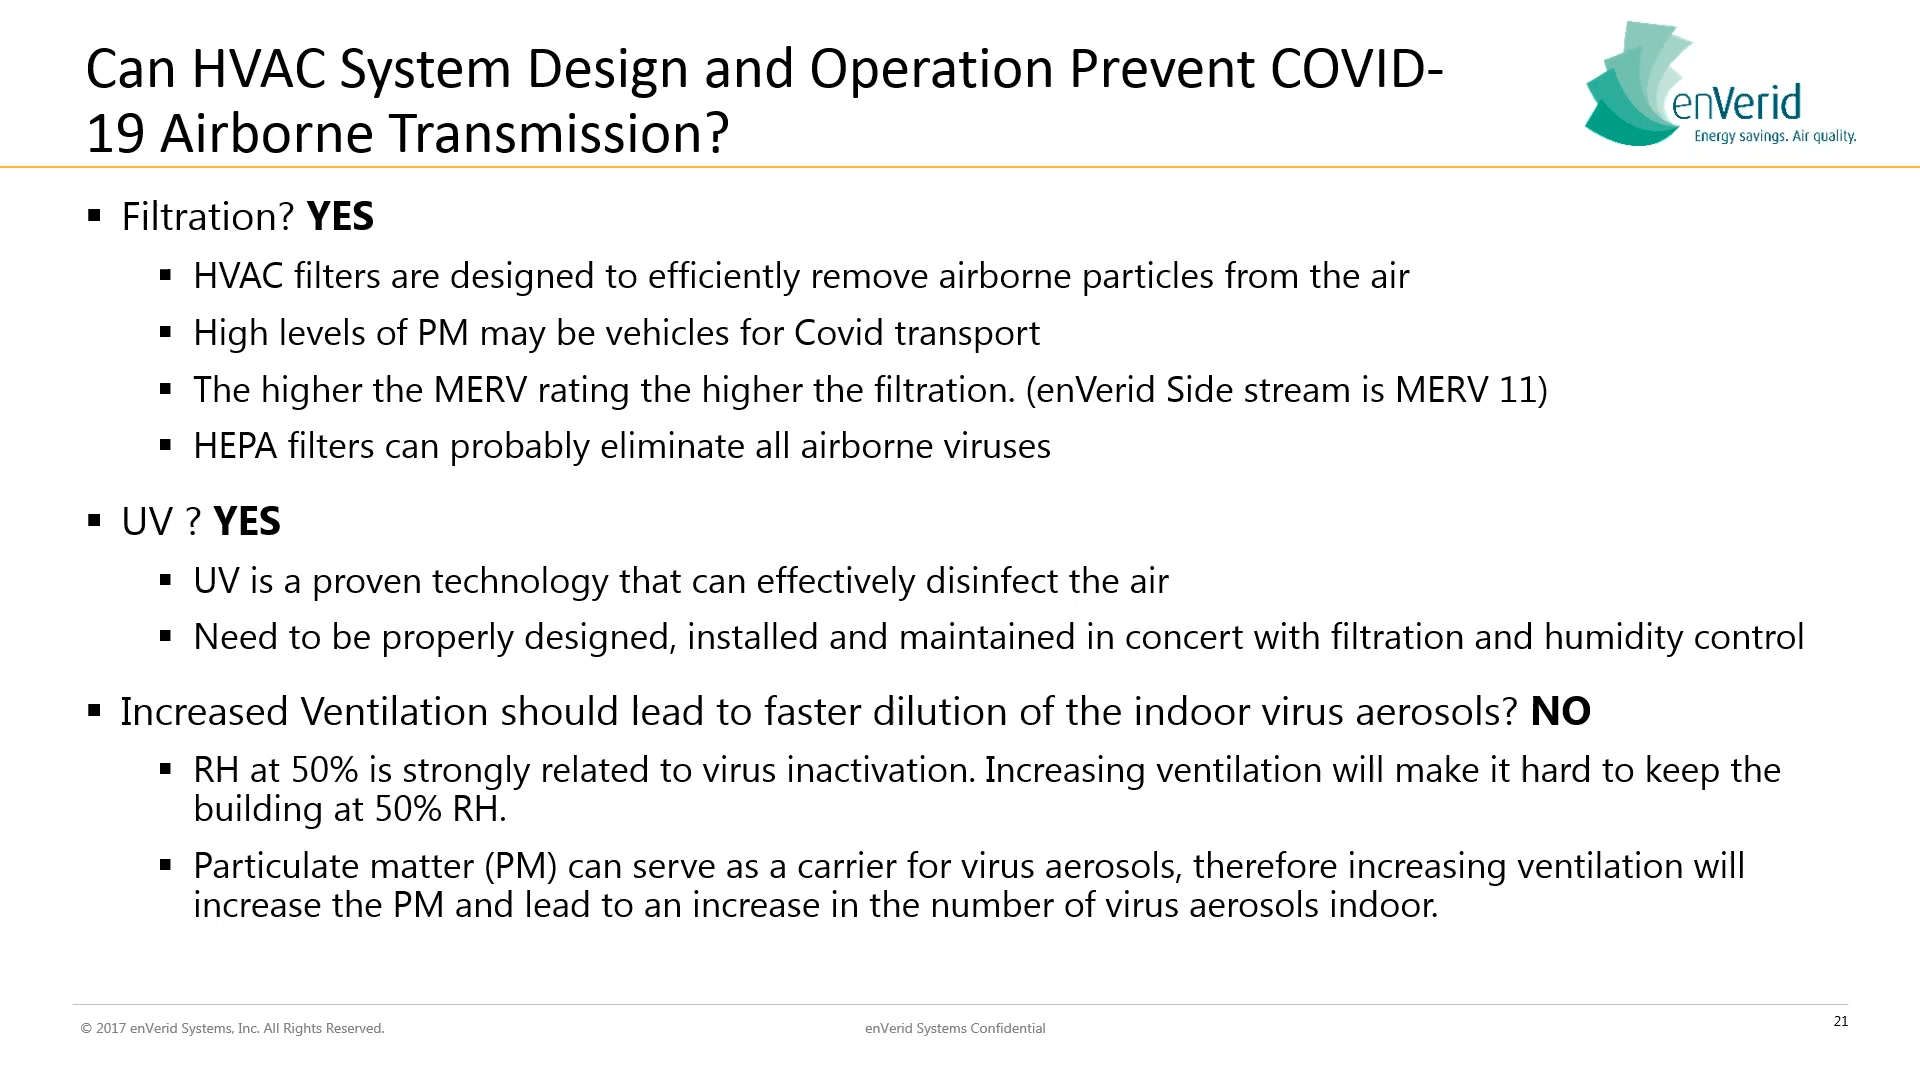 Can HVAC System Design and Operation Prevent COVID-
19 Airborne Transmission?
enVerid
Energy savings. Air quality.
▪ Filtration? YES
▪ HVAC filters are designed to efficiently remove airborne particles from the air
▪ High levels of PM may be vehicles for Covid transport
▪ The higher the MERV rating the higher the filtration. (enVerid Side stream is MERV 11)
▪ HEPA filters can probably eliminate all airborne viruses
▪ UV ? YES
▪ UV is a proven technology that can effectively disinfect the air
▪ Need to be properly designed, installed and maintained in concert with filtration and humidity control
▪ Increased Ventilation should lead to faster dilution of the indoor virus aerosols? NO
▪ RH at 50% is strongly related to virus inactivation. Increasing ventilation will make it hard to keep the
building at 50% RH.
▪ Particulate matter (PM) can serve as a carrier for virus aerosols, therefore increasing ventilation will
increase the PM and lead to an increase in the number of virus aerosols indoor.
© 2017 enVerid Systems, Inc. All Rights Reserved.
enVerid Systems Confidential
21